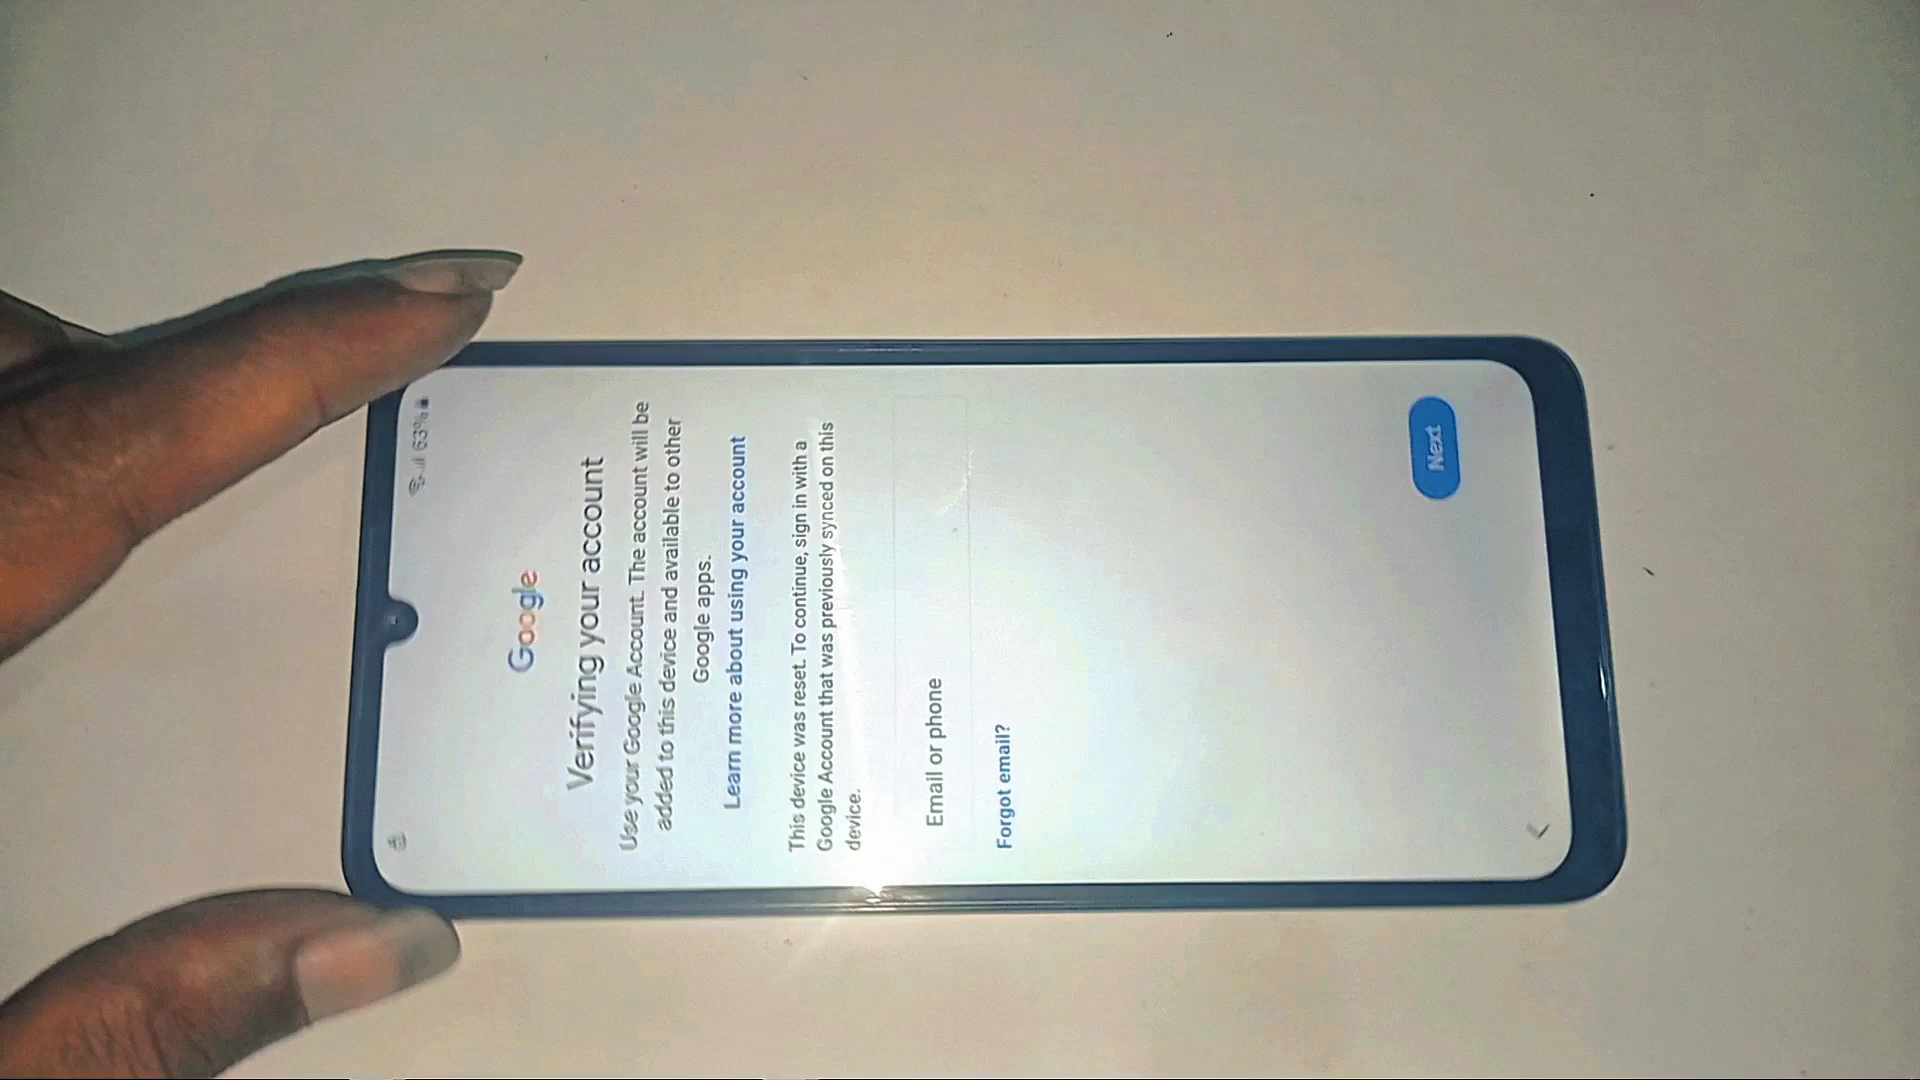 63%
Google
Verifying your account
Use your Google Account. The account will be
added to this device and available to other
Google apps.
Learn more about using your account
This device was reset. To continue, sign in with a
Google Account that was previously synced on this
device.
Email or phone
Forgot email?
Next